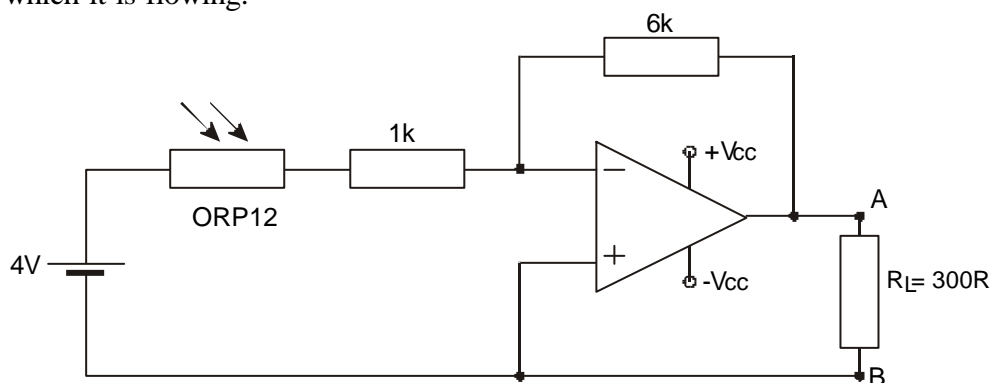 which it is flowing.
6k
1k
+Vcc
ORP12
A
4V
-Vcc
RL= 300R
B